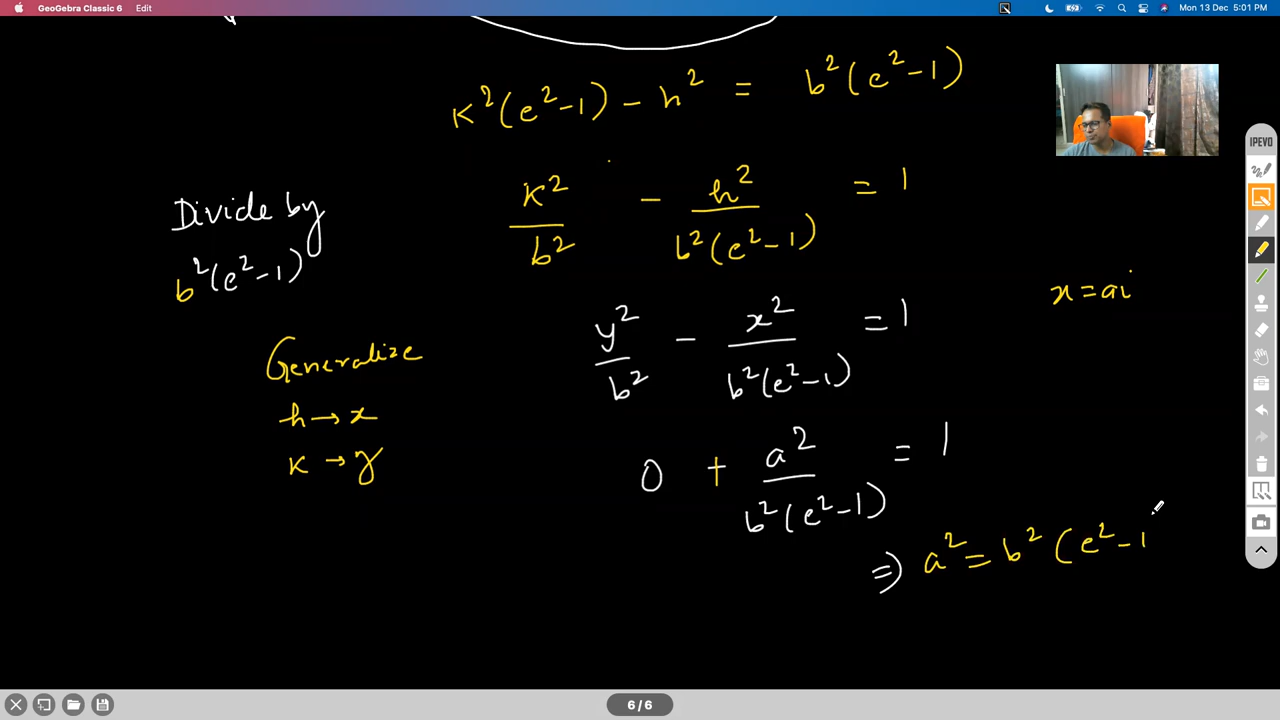 GeoGebra Classic 6 Edit Mon 13 Dec 5:01 PM
K²(e²-1) - h² = b²(e²-1)
IPEVO
Divide by
b²(e²-1)
K²/b² - h²/b²(e²-1) = 1
x = ai
y²/b² - x²/b²(e²-1) = 1
Generalize
h → x
K → y
0 + a²/b²(e²-1) = 1
⇒ a² = b² (e²-1
6 / 6